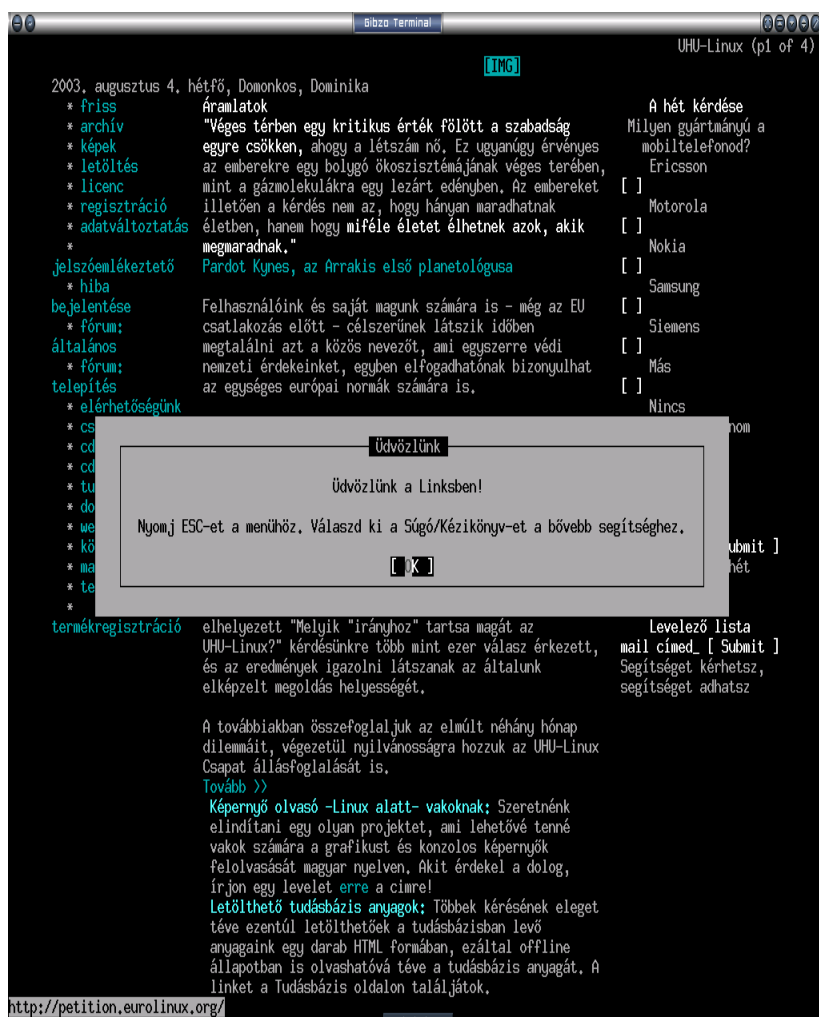 Gibzo Terminal
UHU-Linux (p1 of 4)
[IMG]
2003. augusztus 4. hétfő, Domonkos, Dominika
* friss
* archív
* képek
* letöltés
* licenc
* regisztráció
* adatváltoztatás
*
jelszóemlékeztető
* hiba
bejelentése
* fórum:
általános
* fórum:
telepítés
* elérhetőségünk
* cs
* cd
* cd
* tu
* do
* we
* kö
* ma
* te
*
termékregisztráció
Áramlatok
"Véges térben egy kritikus érték fölött a szabadság
egyre csökken, ahogy a létszám nő. Ez ugyanúgy érvényes
az emberekre egy bolygó ökoszisztémájának véges terében,
mint a gázmolekulákra egy lezárt edényben. Az embereket
illetően a kérdés nem az, hogy hányan maradhatnak
életben, hanem hogy miféle életet élhetnek azok, akik
megmaradnak."
Pardot Kynes, az Arrakis első planetológusa
Felhasználóink és saját magunk számára is - még az EU
csatlakozás előtt - célszerűnek látszik időben
megtalálni azt a közös nevezőt, ami egyszerre védi
nemzeti érdekeinket, egyben elfogadhatónak bizonyulhat
az egységes európai normák számára is.
Üdvözlünk
Üdvözlünk a Linksben!
Nyomj ESC-et a menühöz. Válaszd ki a Súgó/Kézikönyv-et a bővebb segítséghez.
[ OK ]
elhelyezett "Melyik "irányhoz" tartsa magát az
UHU-Linux?" kérdésünkre több mint ezer válasz érkezett,
és az eredmények igazolni látszanak az általunk
elképzelt megoldás helyességét.
A továbbiakban összefoglaljuk az elmúlt néhány hónap
dilemmáit, végezetül nyilvánosságra hozzuk az UHU-Linux
Csapat állásfoglalását is.
Tovább >>
Képernyő olvasó -Linux alatt- vakoknak: Szeretnénk
elindítani egy olyan projektet, ami lehetővé tenné
vakok számára a grafikust és konzolos képernyők
felolvasását magyar nyelven. Akit érdekel a dolog,
írjon egy levelet erre a cimre!
Letölthető tudásbázis anyagok: Többek kérésének eleget
téve ezentúl letölthetőek a tudásbázisban levő
anyagaink egy darab HTML formában, ezáltal offline
állapotban is olvashatóvá téve a tudásbázis anyagát. A
linket a Tudásbázis oldalon találjátok.
A hét kérdése
Milyen gyártmányú a
mobiltelefonod?
Ericsson
[ ]
Motorola
[ ]
Nokia
[ ]
Samsung
[ ]
Siemens
[ ]
Más
[ ]
Nincs
nom
ubmit ]
hét
Levelező lista
mail címed_ [ Submit ]
Segítséget kérhetsz,
segítséget adhatsz
http://petition.eurolinux.org/